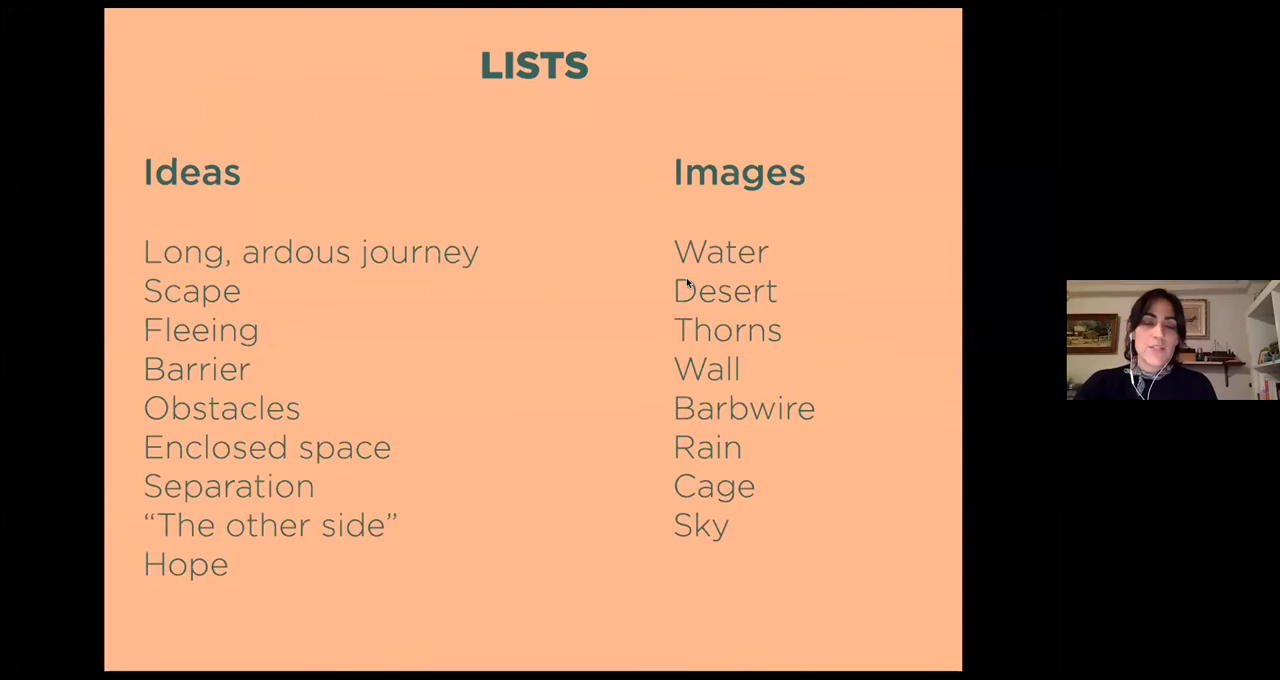 LISTS
Ideas
Long, ardous journey
Scape
Fleeing
Barrier
Obstacles
Enclosed space
Separation
“The other side”
Hope
Images
Water
Desert
Thorns
Wall
Barbwire
Rain
Cage
Sky